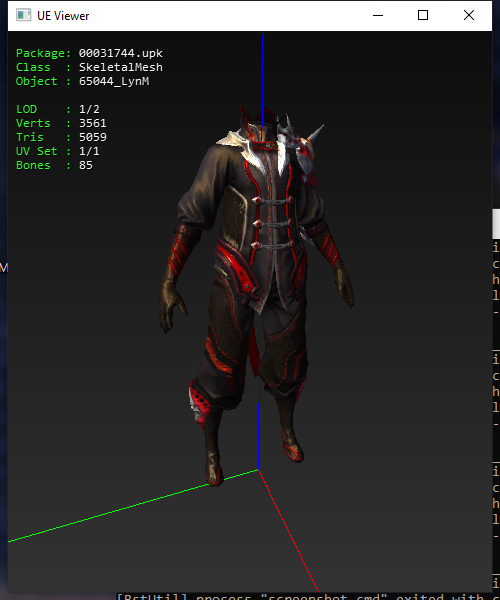 UE Viewer
Package: 00031744.upk
Class : SkeletalMesh
Object : 65044_LynM
LOD : 1/2
Verts : 3561
Tris : 5059
UV Set : 1/1
Bones : 85
M
i
c
h
l
-
i
c
h
l
-
i
c
h
l
-
i
[BstUtil] process "screenshot.cmd" exited with c